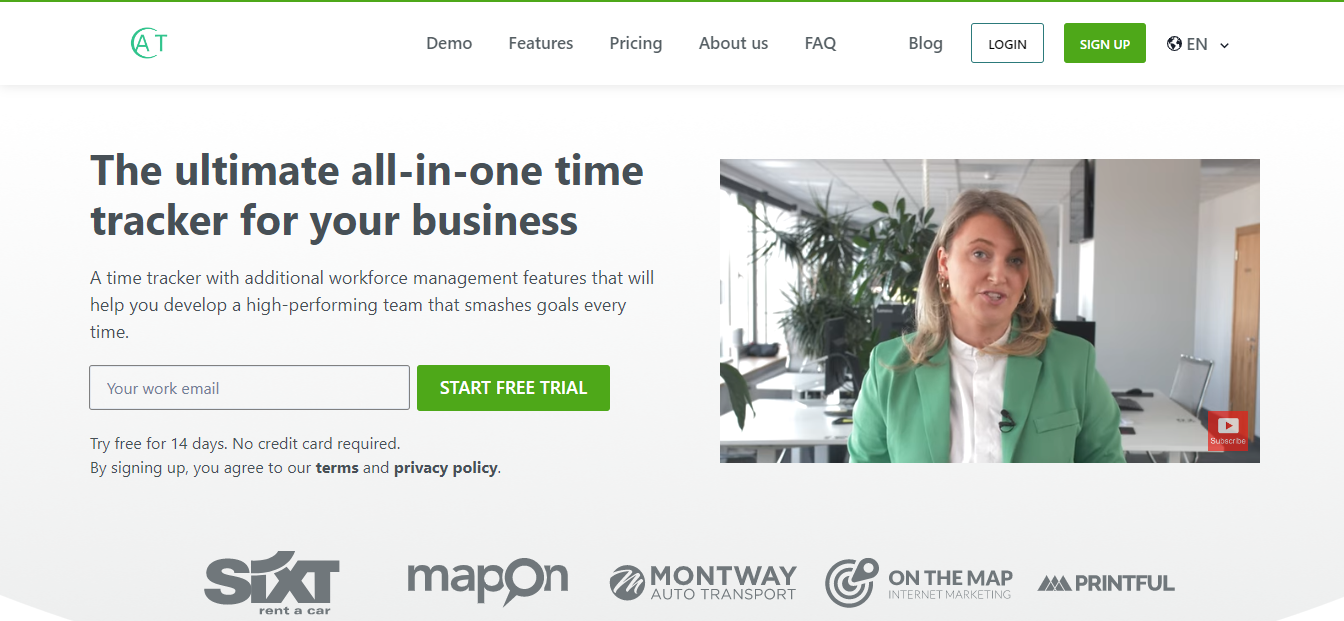 AT
Demo Features Pricing About us FAQ Blog LOGIN SIGN UP EN
The ultimate all-in-one time
tracker for your business
A time tracker with additional workforce management features that will
help you develop a high-performing team that smashes goals every
time.
Your work email START FREE TRIAL
Try free for 14 days. No credit card required.
By signing up, you agree to our terms and privacy policy.
Subscribe
SIXT
rent a car
mapon
MONTWAY
AUTO TRANSPORT
ON THE MAP
INTERNET MARKETING
PRINTFUL